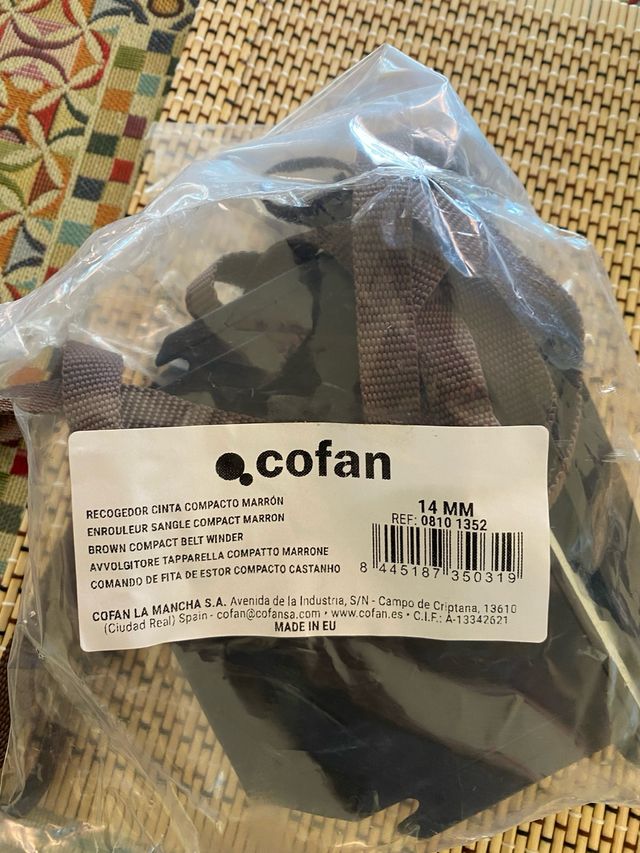 cofan
RECOGEDOR CINTA COMPACTO MARRÓN
ENROULEUR SANGLE COMPACT MARRON
BROWN COMPACT BELT WINDER
AVVOLGITORE TAPPARELLA COMPATTO MARRONE
COMANDO DE FITA DE ESTOR COMPACTO CASTANHO
14 MM
REF: 0810 1352
8 445187 350319
COFAN LA MANCHA S.A. Avenida de la Industria, S/N - Campo de Criptana, 13610
(Ciudad Real) Spain - cofan@cofansa.com • www.cofan.es • C.I.F.: A-13342621
MADE IN EU